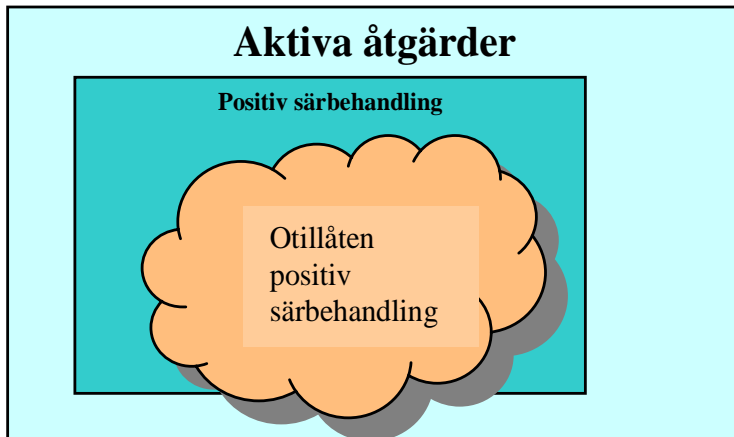 Aktiva åtgärder
Positiv särbehandling
Otillåten
positiv
särbehandling